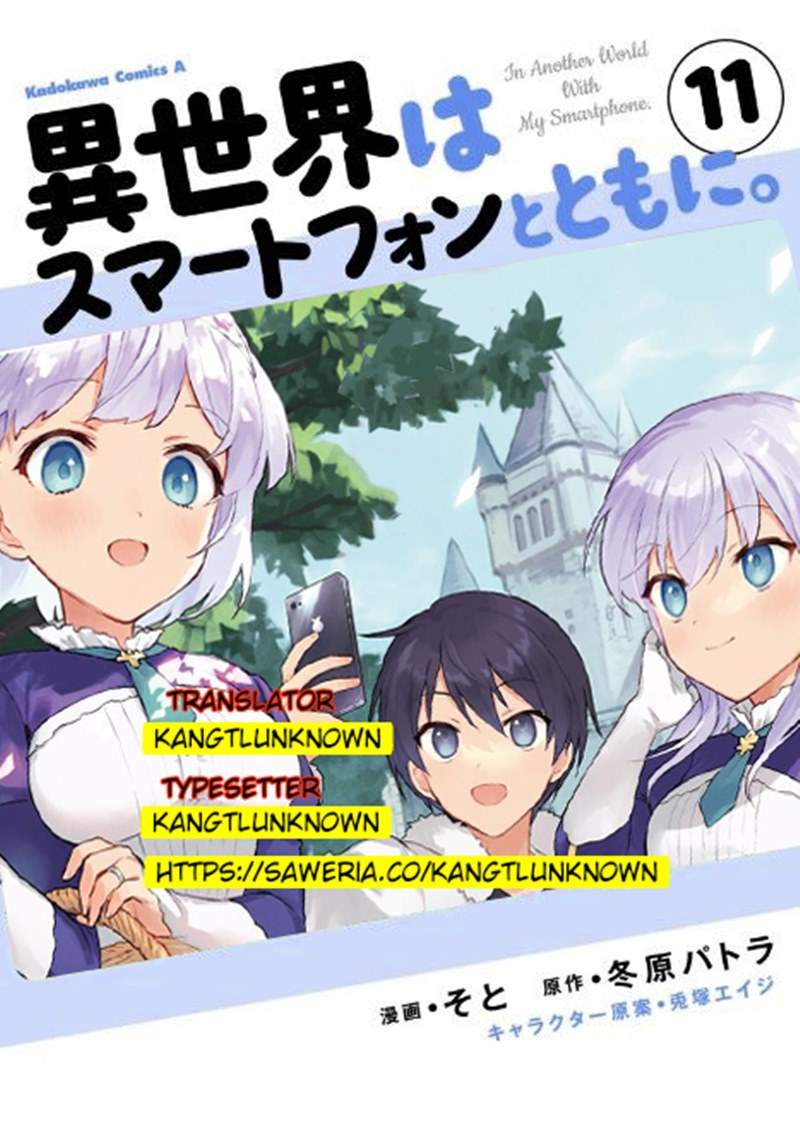 Kadokawa Comics A
In Another World
With
My Smartphone.
11
異世界は
スマートフォンとともに。
TRANSLATOR
KANGTLUNKNOWN
TYPESETTER
KANGTLUNKNOWN
HTTPS://SAWERIA.CO/KANGTLUNKNOWN
漫画・そと 原作・冬原パトラ
キャラクター原案・兎塚エイジ